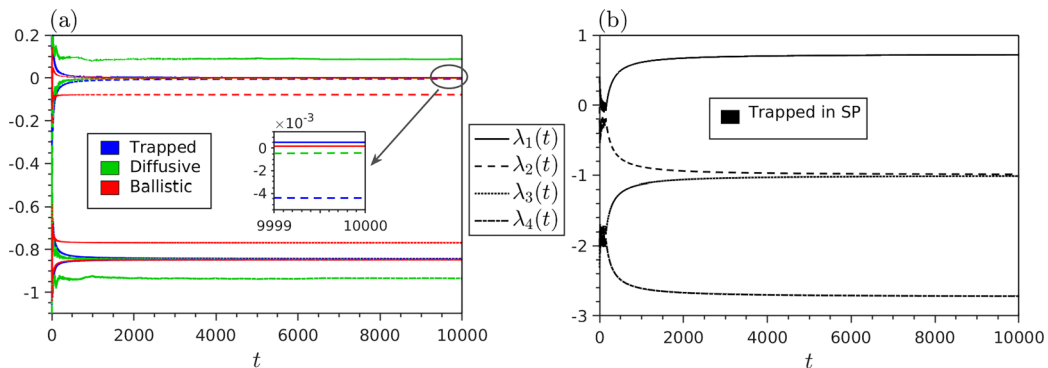 (a)
0.2
0
-0.2
-0.4
-0.6
-0.8
-1
0 2000 4000 6000 8000 10000
t
Trapped
Diffusive
Ballistic
×10⁻³
0
-2
-4
9999 10000
λ₁(t)
λ₂(t)
λ₃(t)
λ₄(t)
(b)
1
0
-1
-2
-3
0 2000 4000 6000 8000 10000
t
Trapped in SP